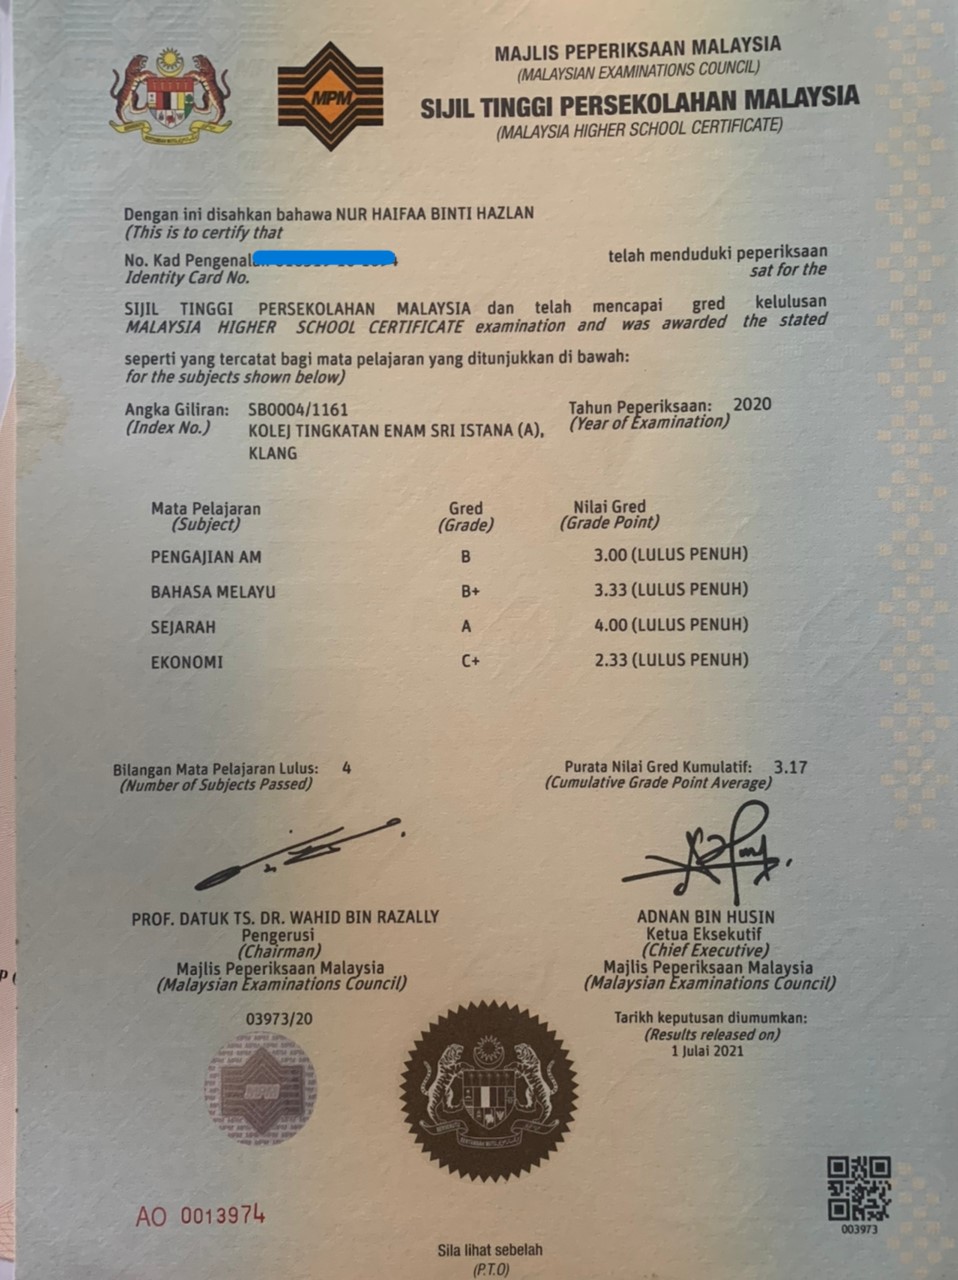 MAJLIS PEPERIKSAAN MALAYSIA
(MALAYSIAN EXAMINATIONS COUNCIL)
SIJIL TINGGI PERSEKOLAHAN MALAYSIA
(MALAYSIA HIGHER SCHOOL CERTIFICATE)
MPM
Dengan ini disahkan bahawa NUR HAIFAA BINTI HAZLAN
(This is to certify that
No. Kad Pengenal telah menduduki peperiksaan
Identity Card No. sat for the
SIJIL TINGGI PERSEKOLAHAN MALAYSIA dan telah mencapai gred kelulusan
MALAYSIA HIGHER SCHOOL CERTIFICATE examination and was awarded the stated
seperti yang tercatat bagi mata pelajaran yang ditunjukkan di bawah:
for the subjects shown below)
Angka Giliran: SB0004/1161 Tahun Peperiksaan: 2020
(Index No.) KOLEJ TINGKATAN ENAM SRI ISTANA (A), (Year of Examination)
KLANG
Mata Pelajaran Gred Nilai Gred
(Subject) (Grade) (Grade Point)
PENGAJIAN AM B 3.00 (LULUS PENUH)
BAHASA MELAYU B+ 3.33 (LULUS PENUH)
SEJARAH A 4.00 (LULUS PENUH)
EKONOMI C+ 2.33 (LULUS PENUH)
Bilangan Mata Pelajaran Lulus: 4 Purata Nilai Gred Kumulatif: 3.17
(Number of Subjects Passed) (Cumulative Grade Point Average)
PROF. DATUK TS. DR. WAHID BIN RAZALLY ADNAN BIN HUSIN
Pengerusi Ketua Eksekutif
(Chairman) (Chief Executive)
Majlis Peperiksaan Malaysia Majlis Peperiksaan Malaysia
(Malaysian Examinations Council) (Malaysian Examinations Council)
03973/20 Tarikh keputusan diumumkan:
(Results released on)
1 Julai 2021
MPM
AO 0013974
003973
Sila lihat sebelah
(P.T.O)